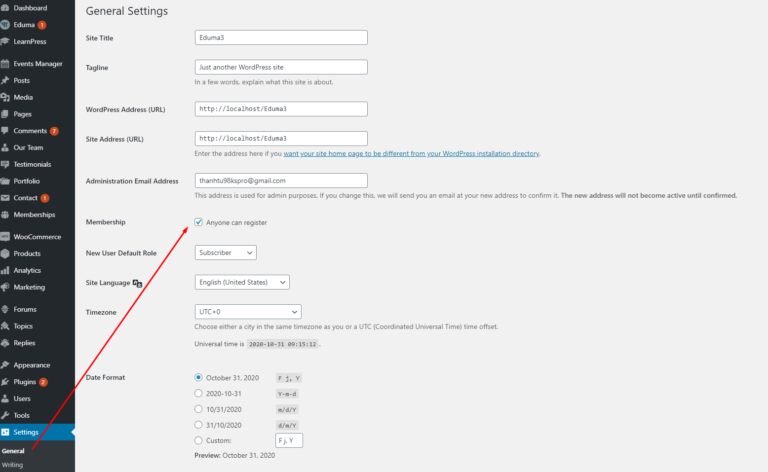 Dashboard
Eduma 1
LearnPress
Events Manager
Posts
Media
Pages
Comments 7
Our Team
Testimonials
Portfolio
Contact 1
Memberships
WooCommerce
Products
Analytics
Marketing
Forums
Topics
Replies
Appearance
Plugins 2
Users
Tools
Settings
General
Writing
General Settings
Site Title Eduma3
Tagline Just another WordPress site
In a few words, explain what this site is about.
WordPress Address (URL) http://localhost/Eduma3
Site Address (URL) http://localhost/Eduma3
Enter the address here if you want your site home page to be different from your WordPress installation directory.
Administration Email Address thanhtu98kspro@gmail.com
This address is used for admin purposes. If you change this, we will send you an email at your new address to confirm it. The new address will not become active until confirmed.
Membership Anyone can register
New User Default Role Subscriber
Site Language English (United States)
Timezone UTC+0
Choose either a city in the same timezone as you or a UTC (Coordinated Universal Time) time offset.
Universal time is 2020-10-31 09:15:12 .
Date Format October 31, 2020 F j, Y
2020-10-31 Y-m-d
10/31/2020 m/d/Y
31/10/2020 d/m/Y
Custom: F j, Y
Preview: October 31, 2020